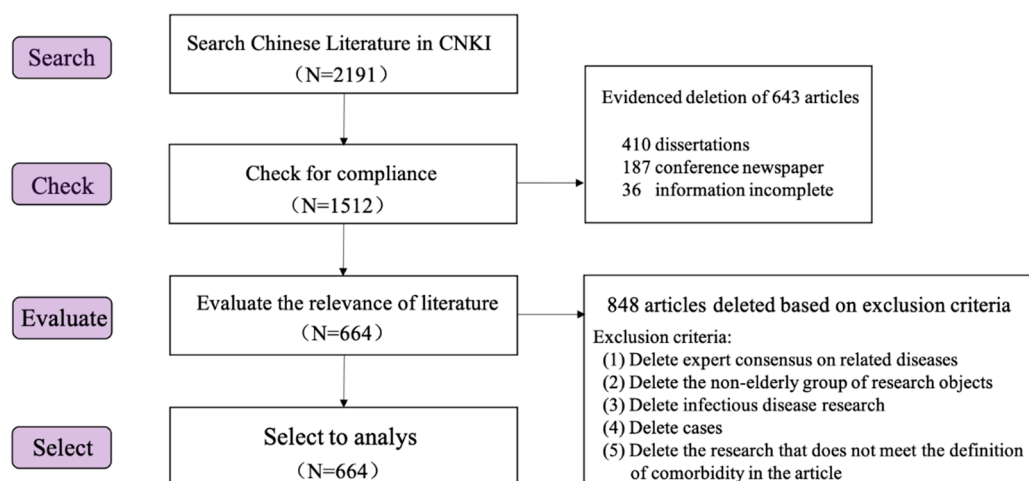 Search
Search Chinese Literature in CNKI
（N=2191）
Evidenced deletion of 643 articles
410 dissertations
187 conference newspaper
36 information incomplete
Check
Check for compliance
（N=1512）
Evaluate
Evaluate the relevance of literature
（N=664）
848 articles deleted based on exclusion criteria
Exclusion criteria:
(1) Delete expert consensus on related diseases
(2) Delete the non-elderly group of research objects
(3) Delete infectious disease research
(4) Delete cases
(5) Delete the research that does not meet the definition
of comorbidity in the article
Select
Select to analys
（N=664）